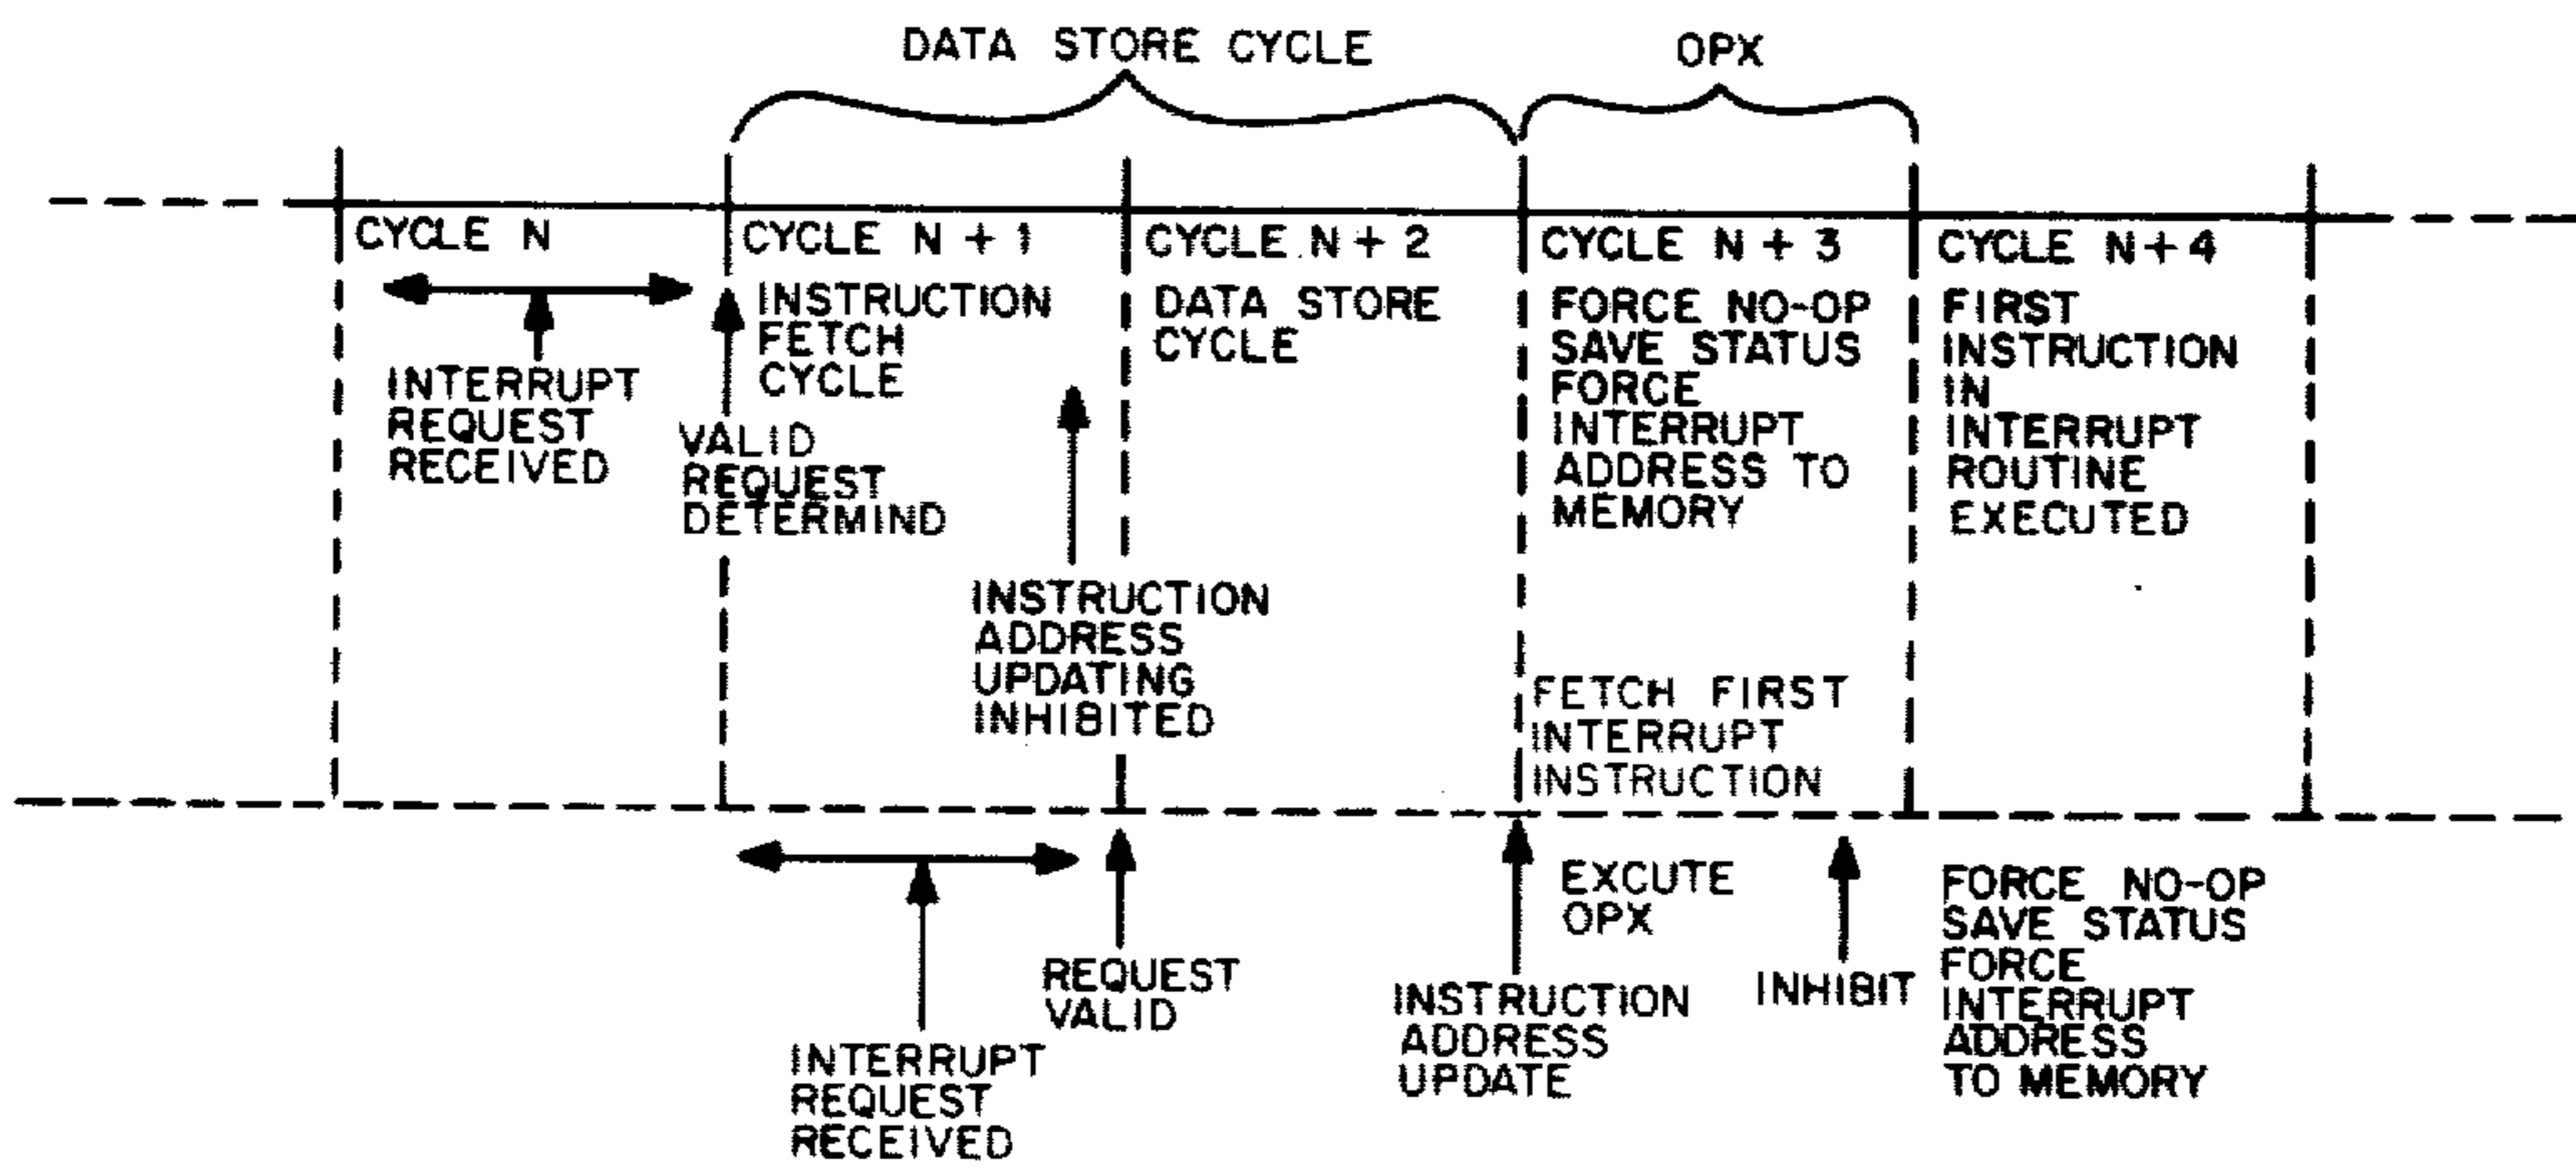 DATA STORE CYCLE
OPX
CYCLE N
CYCLE N + 1
CYCLE N + 2
CYCLE N + 3
CYCLE N + 4
INTERRUPT
REQUEST
RECEIVED
VALID
REQUEST
DETERMIND
INSTRUCTION
FETCH
CYCLE
INSTRUCTION
ADDRESS
UPDATING
INHIBITED
DATA STORE
CYCLE
FORCE NO-OP
SAVE STATUS
FORCE
INTERRUPT
ADDRESS TO
MEMORY
FETCH FIRST
INTERRUPT
INSTRUCTION
FIRST
INSTRUCTION
IN
INTERRUPT
ROUTINE
EXECUTED
INTERRUPT
REQUEST
RECEIVED
REQUEST
VALID
INSTRUCTION
ADDRESS
UPDATE
EXCUTE
OPX
INHIBIT
FORCE NO-OP
SAVE STATUS
FORCE
INTERRUPT
ADDRESS
TO MEMORY